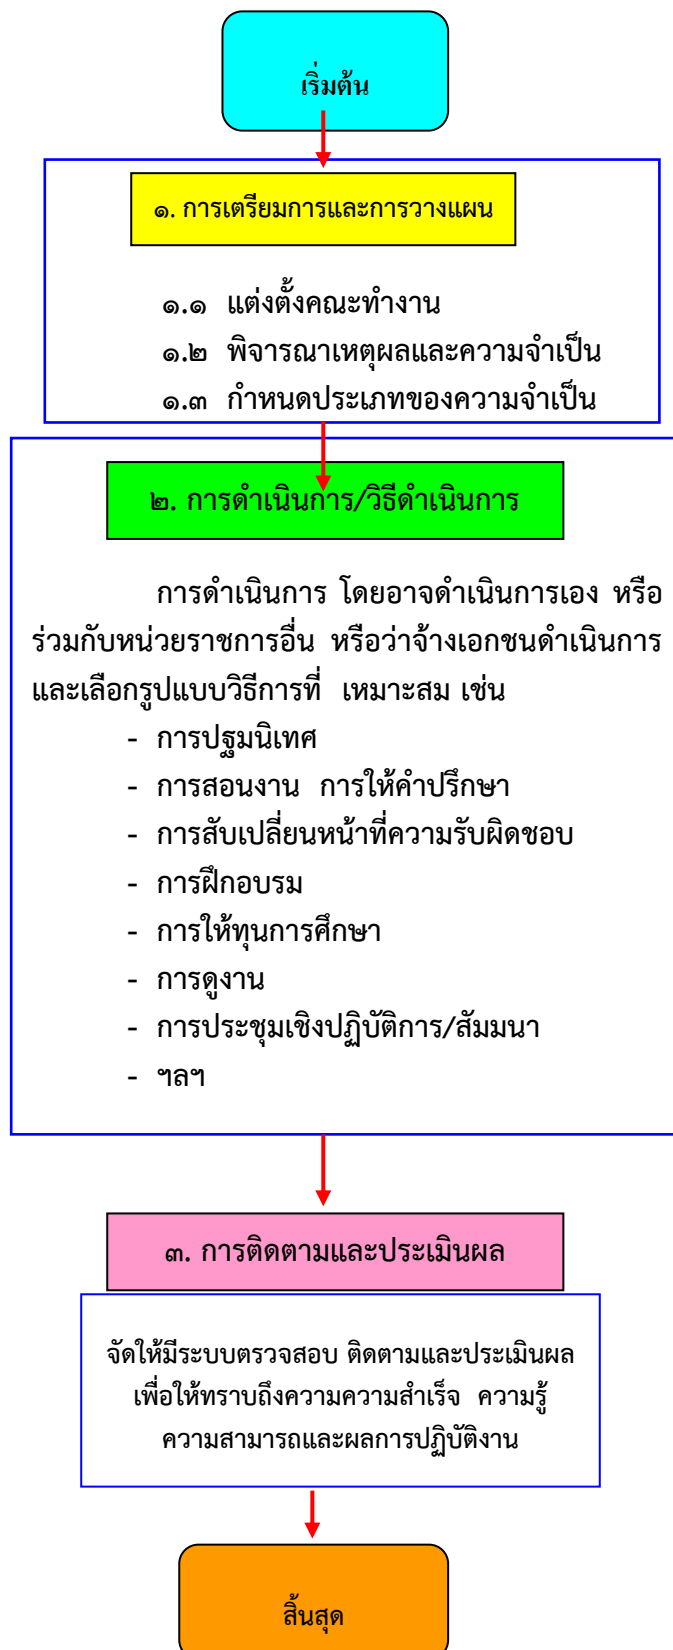 เริ่มต้น
๑. การเตรียมการและการวางแผน
๑.๑ แต่งตั้งคณะทำงาน
๑.๒ พิจารณาเหตุผลและความจำเป็น
๑.๓ กำหนดประเภทของความจำเป็น
๒. การดำเนินการ/วิธีดำเนินการ
การดำเนินการ โดยอาจดำเนินการเอง หรือ
ร่วมกับหน่วยราชการอื่น หรือว่าจ้างเอกชนดำเนินการ
และเลือกรูปแบบวิธีการที่ เหมาะสม เช่น
- การปฐมนิเทศ
- การสอนงาน การให้คำปรึกษา
- การสับเปลี่ยนหน้าที่ความรับผิดชอบ
- การฝึกอบรม
- การให้ทุนการศึกษา
- การดูงาน
- การประชุมเชิงปฏิบัติการ/สัมมนา
- ฯลฯ
๓. การติดตามและประเมินผล
จัดให้มีระบบตรวจสอบ ติดตามและประเมินผล
เพื่อให้ทราบถึงความความสำเร็จ ความรู้
ความสามารถและผลการปฏิบัติงาน
สิ้นสุด